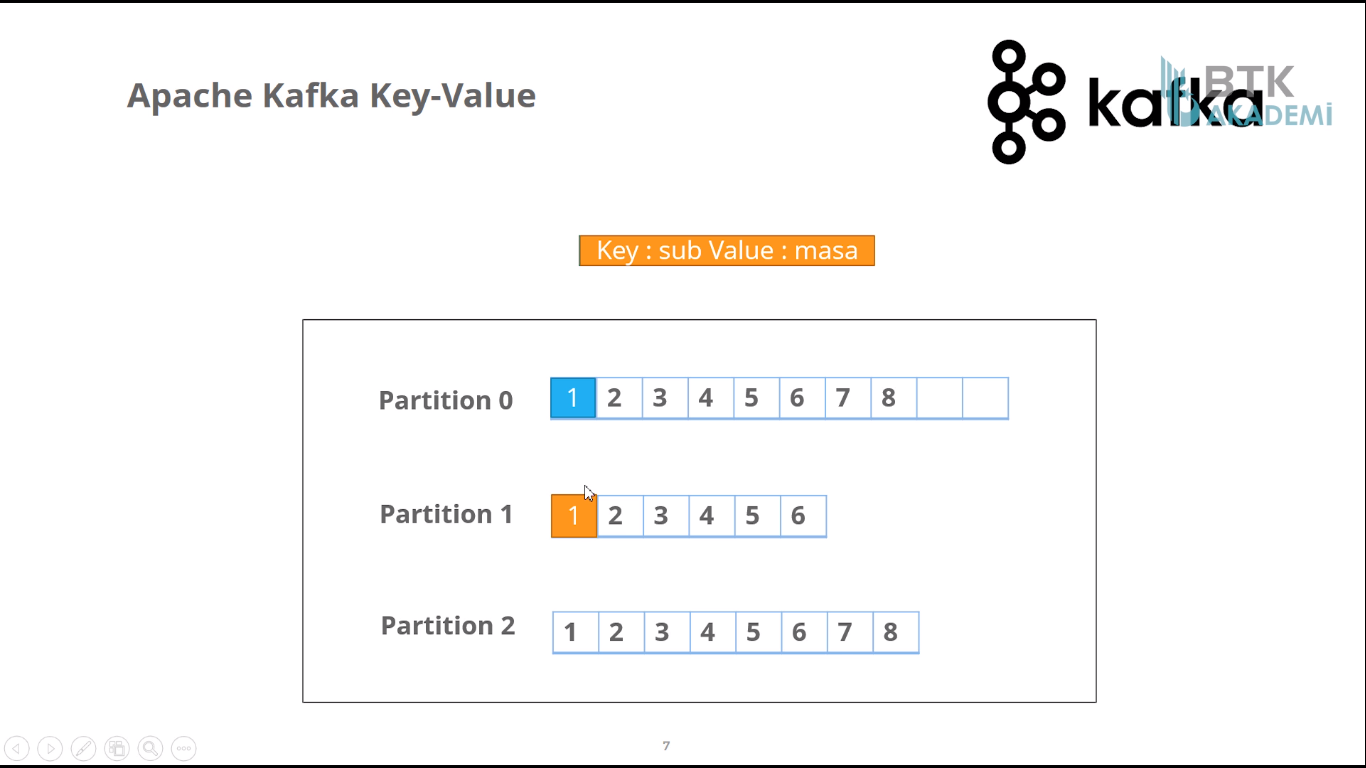 Apache Kafka Key-Value
kafka
BTK
AKADEMİ
Key : sub Value : masa
Partition 0 1 2 3 4 5 6 7 8
Partition 1 1 2 3 4 5 6
Partition 2 1 2 3 4 5 6 7 8
7